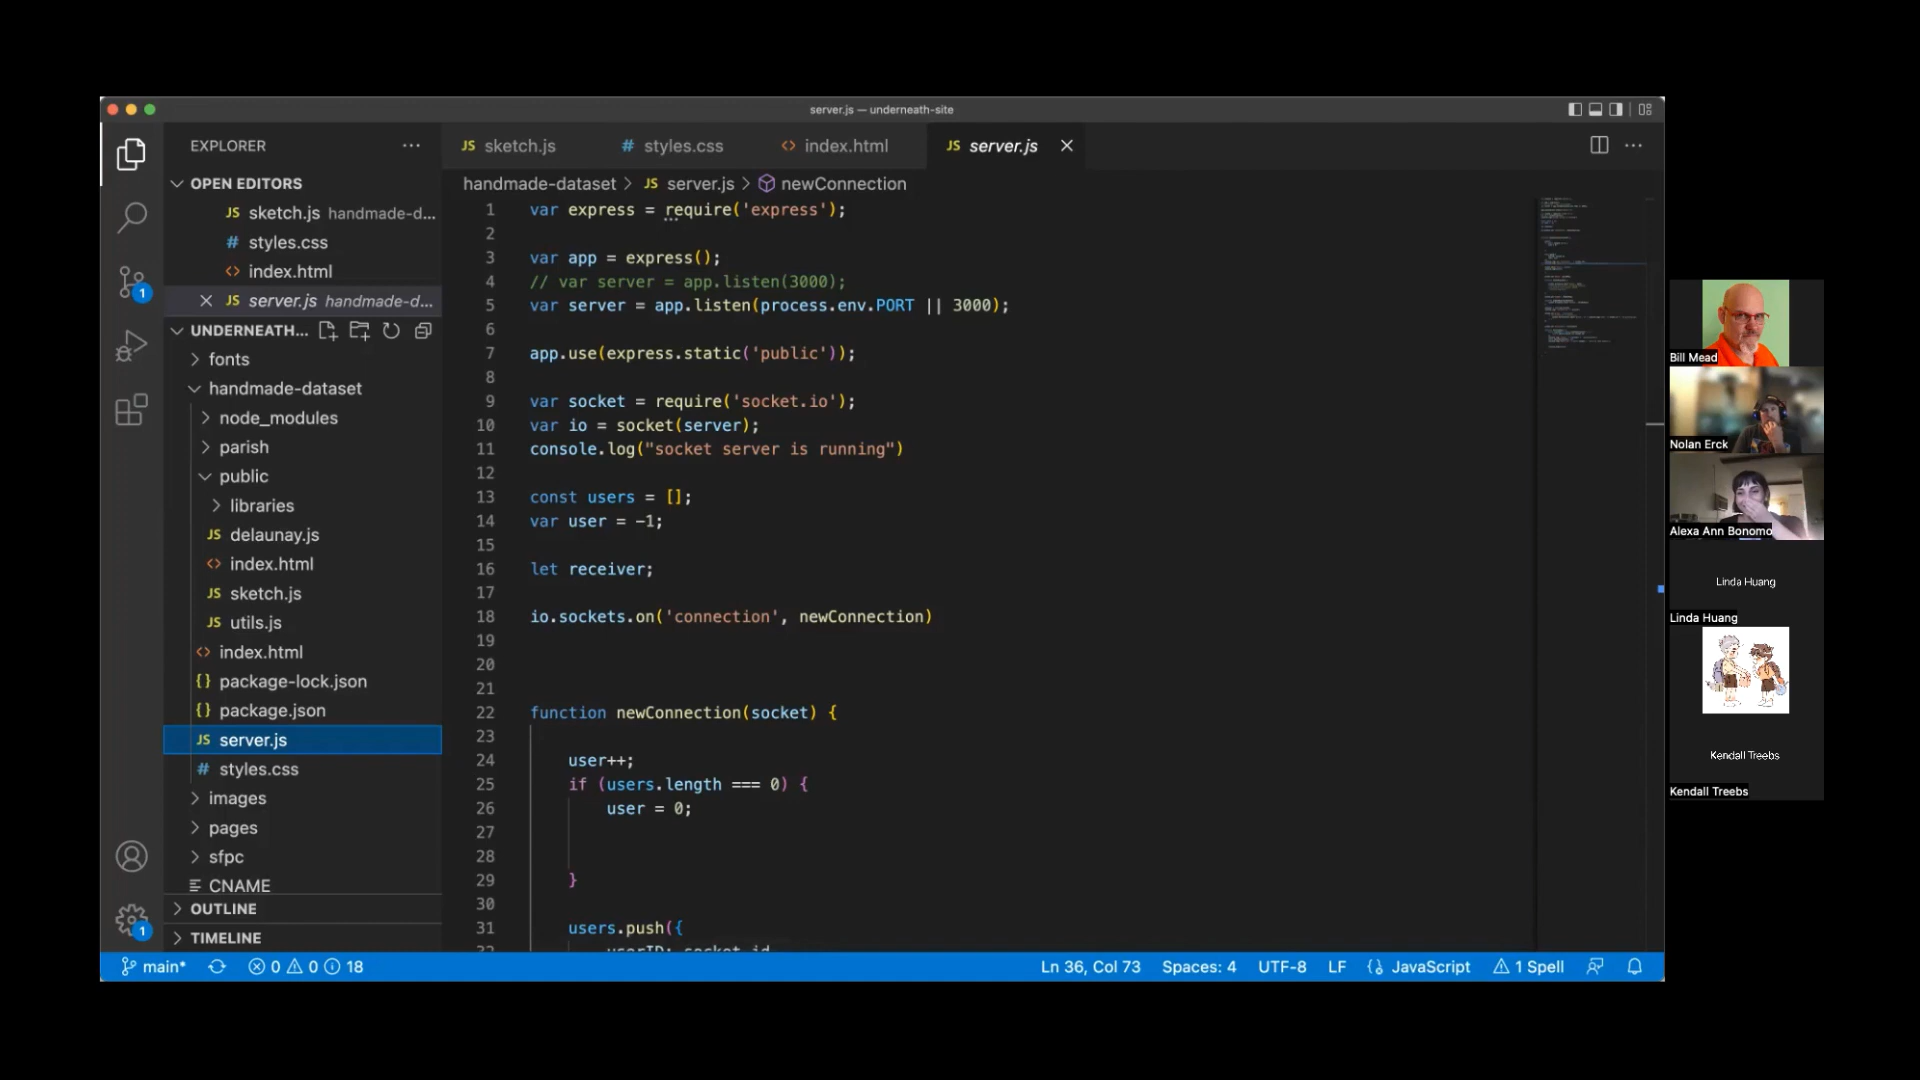 server.js — underneath-site
EXPLORER
OPEN EDITORS
JS sketch.js handmade-d...
# styles.css
<> index.html
JS server.js handmade-d...
UNDERNEATH...
fonts
handmade-dataset
node_modules
parish
public
libraries
JS delaunay.js
<> index.html
JS sketch.js
JS utils.js
<> index.html
{} package-lock.json
{} package.json
JS server.js
# styles.css
images
pages
sfpc
CNAME
OUTLINE
TIMELINE
1
1
JS sketch.js
# styles.css
<> index.html
JS server.js
handmade-dataset > JS server.js > newConnection
1 var express = require('express');
2
3 var app = express();
4 // var server = app.listen(3000);
5 var server = app.listen(process.env.PORT || 3000);
6
7 app.use(express.static('public'));
8
9 var socket = require('socket.io');
10 var io = socket(server);
11 console.log("socket server is running")
12
13 const users = [];
14 var user = -1;
15
16 let receiver;
17
18 io.sockets.on('connection', newConnection)
19
20
21
22 function newConnection(socket) {
23
24 user++;
25 if (users.length === 0) {
26 user = 0;
27
28
29 }
30
31 users.push({
32 userID: socket.id
main* 0 0 18
Ln 36, Col 73 Spaces: 4 UTF-8 LF {} JavaScript 1 Spell
Bill Mead
Nolan Erck
Alexa Ann Bonomo
Linda Huang
Linda Huang
Kendall Treebs
Kendall Treebs